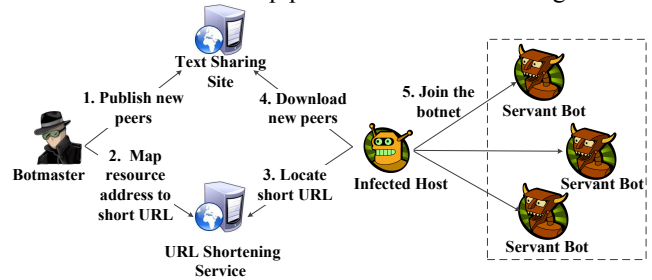 Text Sharing
Site
1. Publish new
peers
4. Download
new peers
5. Join the
botnet
Servant Bot
Botmaster
2. Map
resource
address to
short URL
3. Locate
short URL
Infected Host
Servant Bot
Servant Bot
URL Shortening
Service